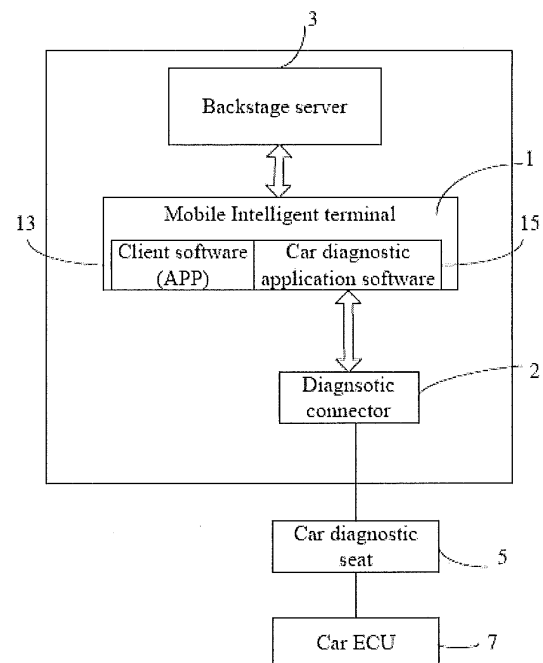 3
Backstage server
1
Mobile Intelligent terminal
13
15
Client software
(APP)
Car diagnostic
application software
2
Diagnsotic
connector
Car diagnostic
seat
5
Car ECU
7